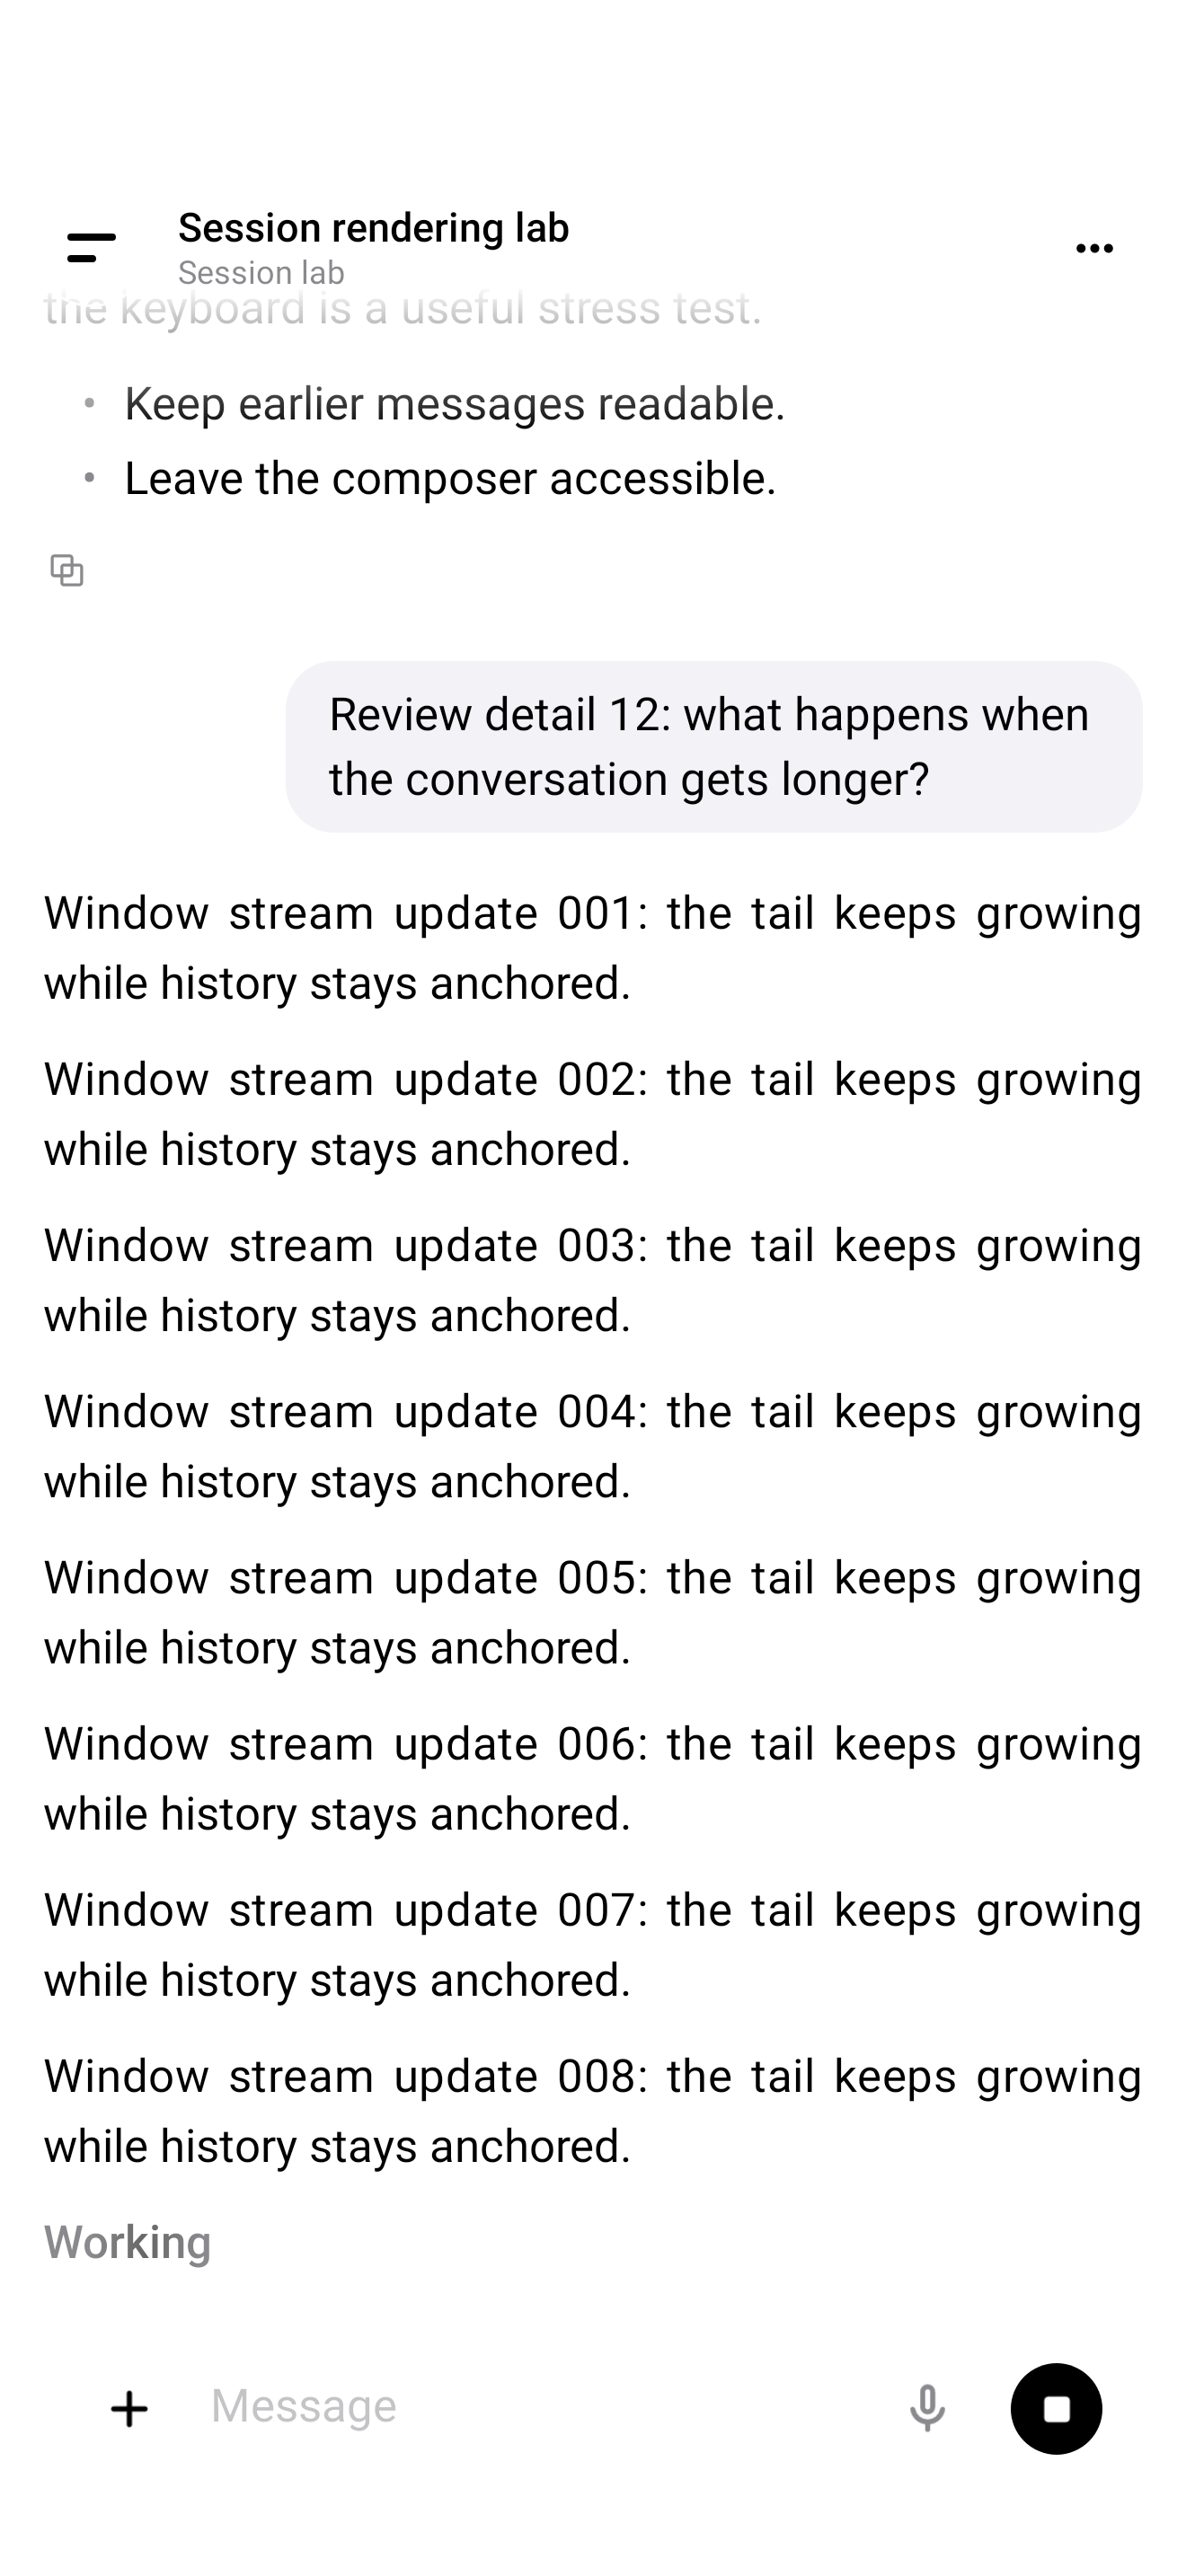 Session rendering lab
Session lab
the keyboard is a useful stress test.
• Keep earlier messages readable.
• Leave the composer accessible.
Review detail 12: what happens when
the conversation gets longer?
Window stream update 001: the tail keeps growing
while history stays anchored.
Window stream update 002: the tail keeps growing
while history stays anchored.
Window stream update 003: the tail keeps growing
while history stays anchored.
Window stream update 004: the tail keeps growing
while history stays anchored.
Window stream update 005: the tail keeps growing
while history stays anchored.
Window stream update 006: the tail keeps growing
while history stays anchored.
Window stream update 007: the tail keeps growing
while history stays anchored.
Window stream update 008: the tail keeps growing
while history stays anchored.
Working
Message